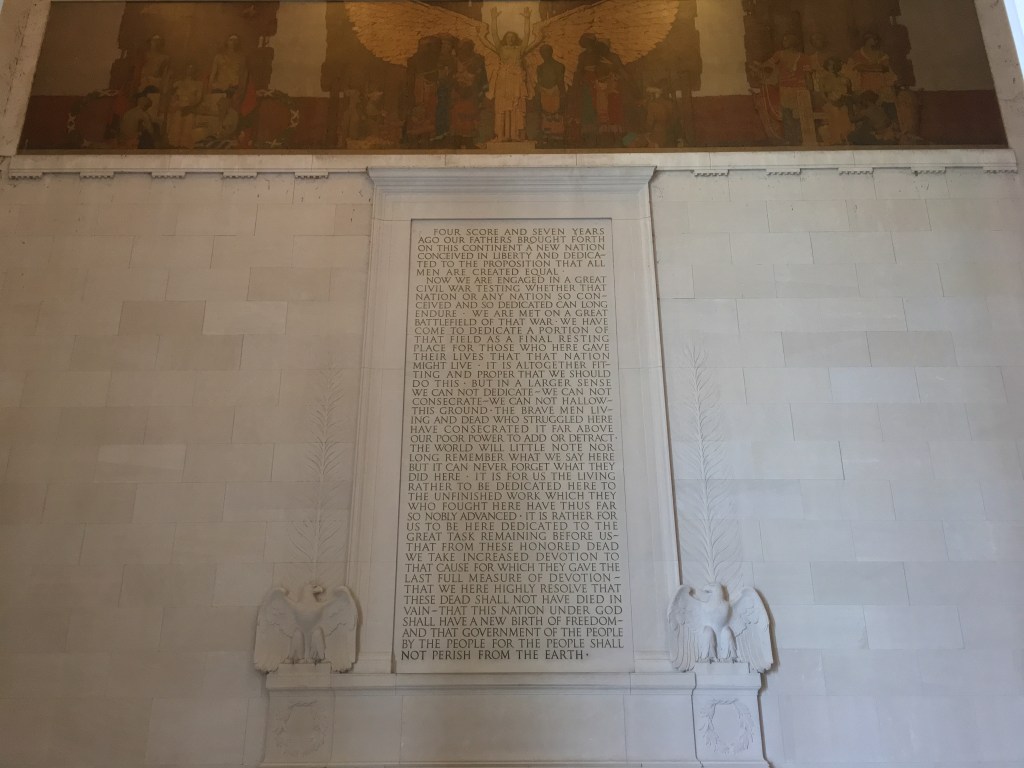 FOUR SCORE AND SEVEN YEARS
AGO OUR FATHERS BROUGHT FORTH
ON THIS CONTINENT A NEW NATION
CONCEIVED IN LIBERTY AND DEDICA–
TED TO THE PROPOSITION THAT ALL
MEN ARE CREATED EQUAL ·
NOW WE ARE ENGAGED IN A GREAT
CIVIL WAR TESTING WHETHER THAT
NATION OR ANY NATION SO CON–
CEIVED AND SO DEDICATED CAN LONG
ENDURE · WE ARE MET ON A GREAT
BATTLEFIELD OF THAT WAR · WE HAVE
COME TO DEDICATE A PORTION OF
THAT FIELD AS A FINAL RESTING
PLACE FOR THOSE WHO HERE GAVE
THEIR LIVES THAT THAT NATION
MIGHT LIVE · IT IS ALTOGETHER FIT–
TING AND PROPER THAT WE SHOULD
DO THIS · BUT IN A LARGER SENSE
WE CAN NOT DEDICATE–WE CAN NOT
CONSECRATE–WE CAN NOT HALLOW–
THIS GROUND · THE BRAVE MEN LIV–
ING AND DEAD WHO STRUGGLED HERE
HAVE CONSECRATED IT FAR ABOVE
OUR POOR POWER TO ADD OR DETRACT ·
THE WORLD WILL LITTLE NOTE NOR
LONG REMEMBER WHAT WE SAY HERE
BUT IT CAN NEVER FORGET WHAT THEY
DID HERE · IT IS FOR US THE LIVING
RATHER TO BE DEDICATED HERE TO
THE UNFINISHED WORK WHICH THEY
WHO FOUGHT HERE HAVE THUS FAR
SO NOBLY ADVANCED · IT IS RATHER FOR
US TO BE HERE DEDICATED TO THE
GREAT TASK REMAINING BEFORE US–
THAT FROM THESE HONORED DEAD
WE TAKE INCREASED DEVOTION TO
THAT CAUSE FOR WHICH THEY GAVE THE
LAST FULL MEASURE OF DEVOTION–
THAT WE HERE HIGHLY RESOLVE THAT
THESE DEAD SHALL NOT HAVE DIED IN
VAIN–THAT THIS NATION UNDER GOD
SHALL HAVE A NEW BIRTH OF FREEDOM–
AND THAT GOVERNMENT OF THE PEOPLE
BY THE PEOPLE FOR THE PEOPLE SHALL
NOT PERISH FROM THE EARTH ·